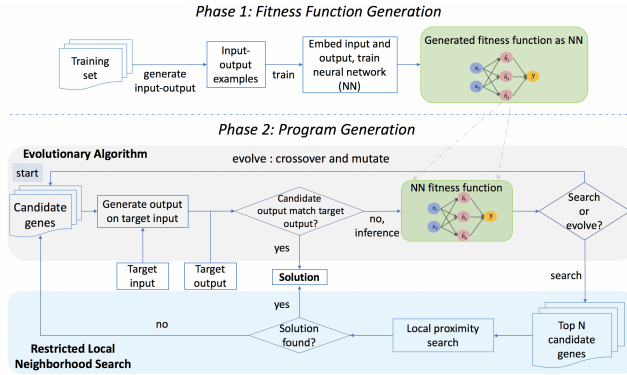 Phase 1: Fitness Function Generation
Training
set
generate
input-output
Input-
output
examples
train
Embed input and
output, train
neural network
(NN)
Generated fitness function as NN
Phase 2: Program Generation
Evolutionary Algorithm
evolve : crossover and mutate
start
Candidate
genes
Generate output
on target input
Candidate
output match target
output?
no,
inference
NN fitness function
Search
or
evolve?
yes
Target
input
Target
output
Solution
search
yes
no
Solution
found?
Local proximity
search
Top N
candidate
genes
Restricted Local
Neighborhood Search